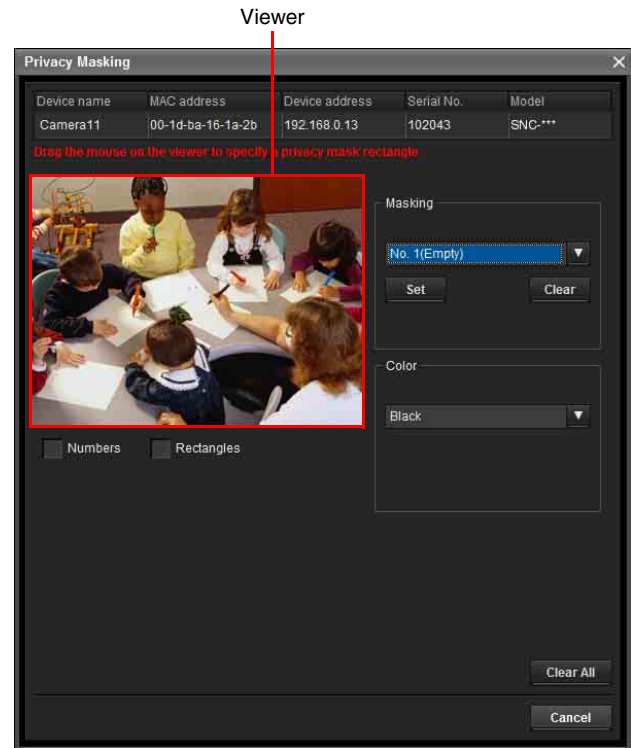 Viewer
Privacy Masking
Device name MAC address Device address Serial No. Model
Camera11 00-1d-ba-16-1a-2b 192.168.0.13 102043 SNC-***
Drag the mouse on the viewer to specify a privacy mask rectangle.
Masking
No. 1(Empty)
Set Clear
Color
Black
Numbers Rectangles
Clear All
Cancel